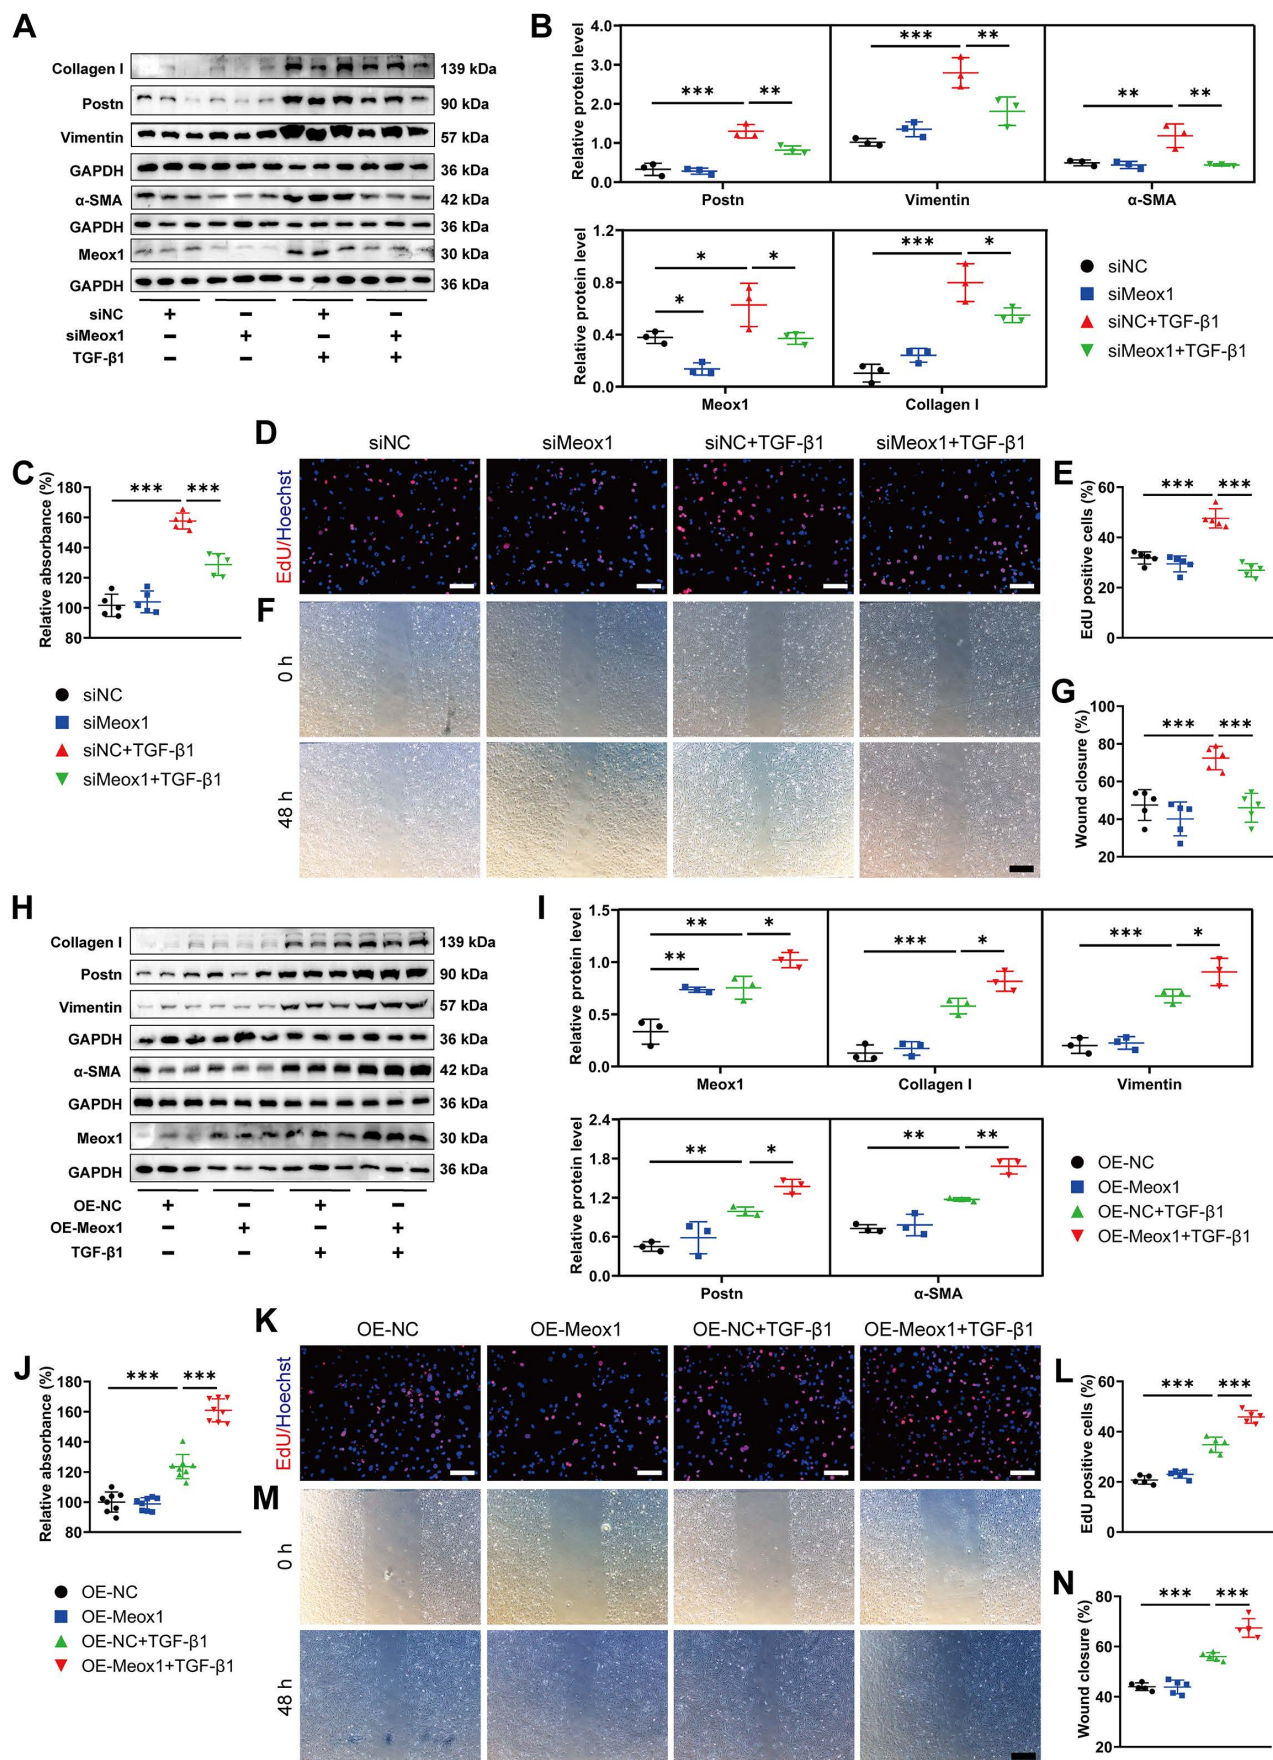 A
Collagen I 139 kDa
Postn 90 kDa
Vimentin 57 kDa
GAPDH 36 kDa
α-SMA 42 kDa
GAPDH 36 kDa
Meox1 30 kDa
GAPDH 36 kDa
siNC + − + −
siMeox1 − + − +
TGF-β1 − − + +
B
Relative protein level
4.0
3.0
2.0
1.0
0.0
*** ** *** ** ** **
Postn Vimentin α-SMA
Relative protein level
1.2
0.8
0.4
0.0
* * * *** *
Meox1 Collagen I
siNC
siMeox1
siNC+TGF-β1
siMeox1+TGF-β1
C
Relative absorbance (%)
180
160
140
120
100
80
*** ***
siNC
siMeox1
siNC+TGF-β1
siMeox1+TGF-β1
D
siNC siMeox1 siNC+TGF-β1 siMeox1+TGF-β1
EdU/Hoechst
E
EdU positive cells (%)
60
40
20
0
*** ***
F
0 h
48 h
G
Wound closure (%)
100
80
60
40
20
*** ***
H
Collagen I 139 kDa
Postn 90 kDa
Vimentin 57 kDa
GAPDH 36 kDa
α-SMA 42 kDa
GAPDH 36 kDa
Meox1 30 kDa
GAPDH 36 kDa
OE-NC + − + −
OE-Meox1 − + − +
TGF-β1 − − + +
I
Relative protein level
1.5
1.0
0.5
0.0
** ** * *** * *** *
Meox1 Collagen I Vimentin
Relative protein level
2.4
1.8
1.2
0.6
0.0
** * ** **
Postn α-SMA
OE-NC
OE-Meox1
OE-NC+TGF-β1
OE-Meox1+TGF-β1
J
Relative absorbance (%)
180
160
140
120
100
80
*** ***
OE-NC
OE-Meox1
OE-NC+TGF-β1
OE-Meox1+TGF-β1
K
OE-NC OE-Meox1 OE-NC+TGF-β1 OE-Meox1+TGF-β1
EdU/Hoechst
L
EdU positive cells (%)
60
40
20
0
*** ***
M
0 h
48 h
N
Wound closure (%)
80
60
40
20
*** ***